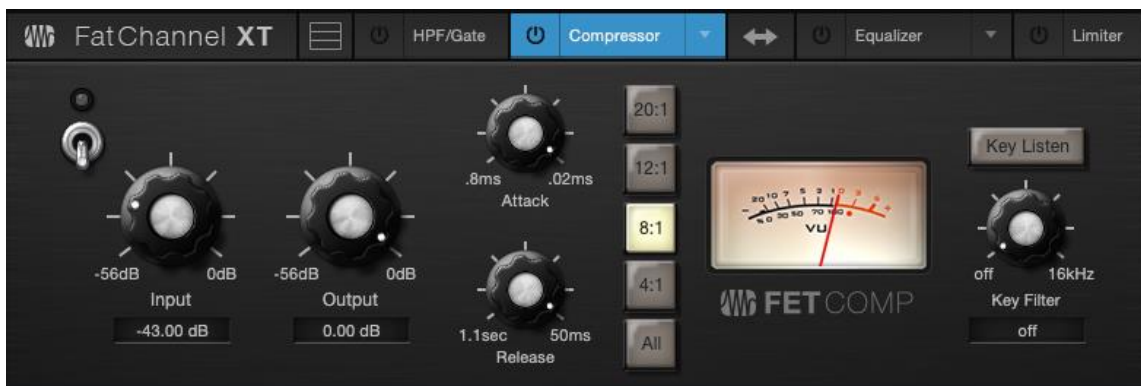 FatChannel XT
HPF/Gate
Compressor
Equalizer
Limiter
20:1
12:1
8:1
4:1
All
-56dB
0dB
Input
-43.00 dB
-56dB
0dB
Output
0.00 dB
.8ms
.02ms
Attack
1.1sec
50ms
Release
VU
FETCOMP
Key Listen
off
16kHz
Key Filter
off